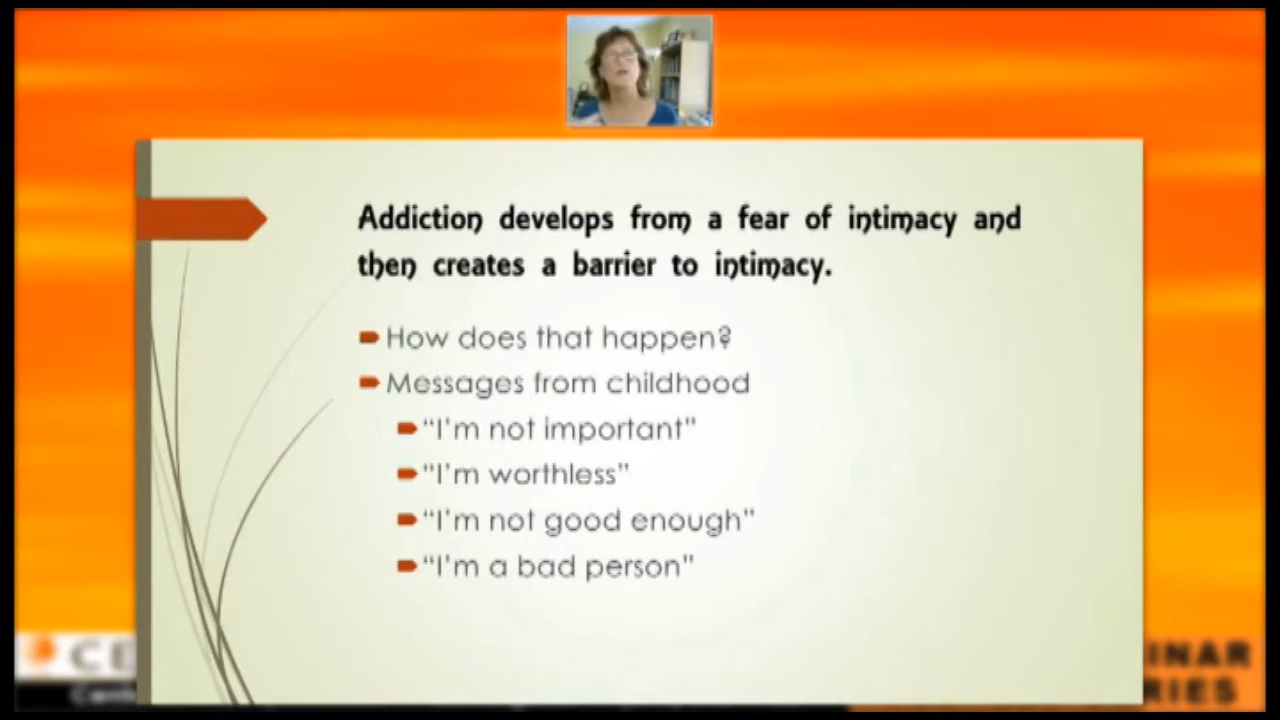 Addiction develops from a fear of intimacy and
then creates a barrier to intimacy.
How does that happen?
Messages from childhood
“I’m not important”
“I’m worthless”
“I’m not good enough”
“I’m a bad person”